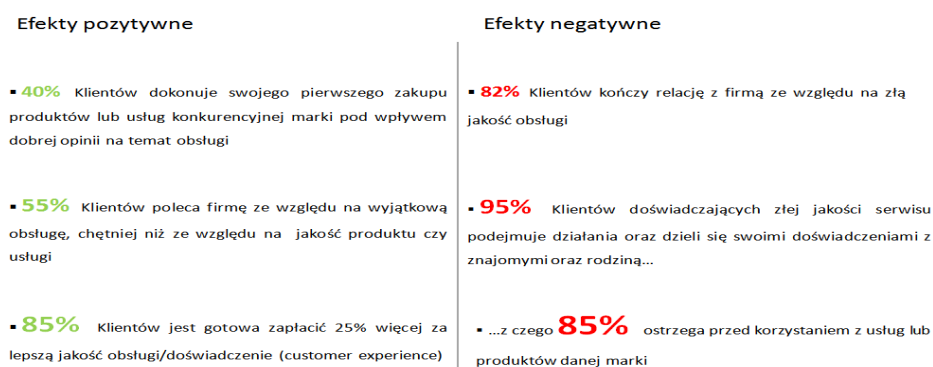 Efekty pozytywne
▪ 40% Klientów dokonuje swojego pierwszego zakupu
produktów lub usług konkurencyjnej marki pod wpływem
dobrej opinii na temat obsługi
▪ 55% Klientów poleca firmę ze względu na wyjątkową
obsługę, chętniej niż ze względu na jakość produktu czy
usługi
▪ 85% Klientów jest gotowa zapłacić 25% więcej za
lepszą jakość obsługi/doświadczenie (customer experience)
Efekty negatywne
▪ 82% Klientów kończy relację z firmą ze względu na złą
jakość obsługi
▪ 95% Klientów doświadczających złej jakości serwisu
podejmuje działania oraz dzieli się swoimi doświadczeniami z
znajomymi oraz rodziną...
▪ ...z czego 85% ostrzega przed korzystaniem z usług lub
produktów danej marki